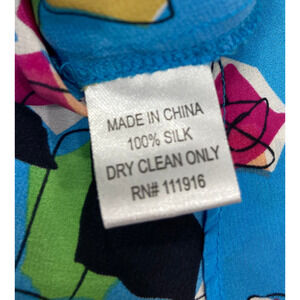 MADE IN CHINA
100% SILK
DRY CLEAN ONLY
RN# 111916